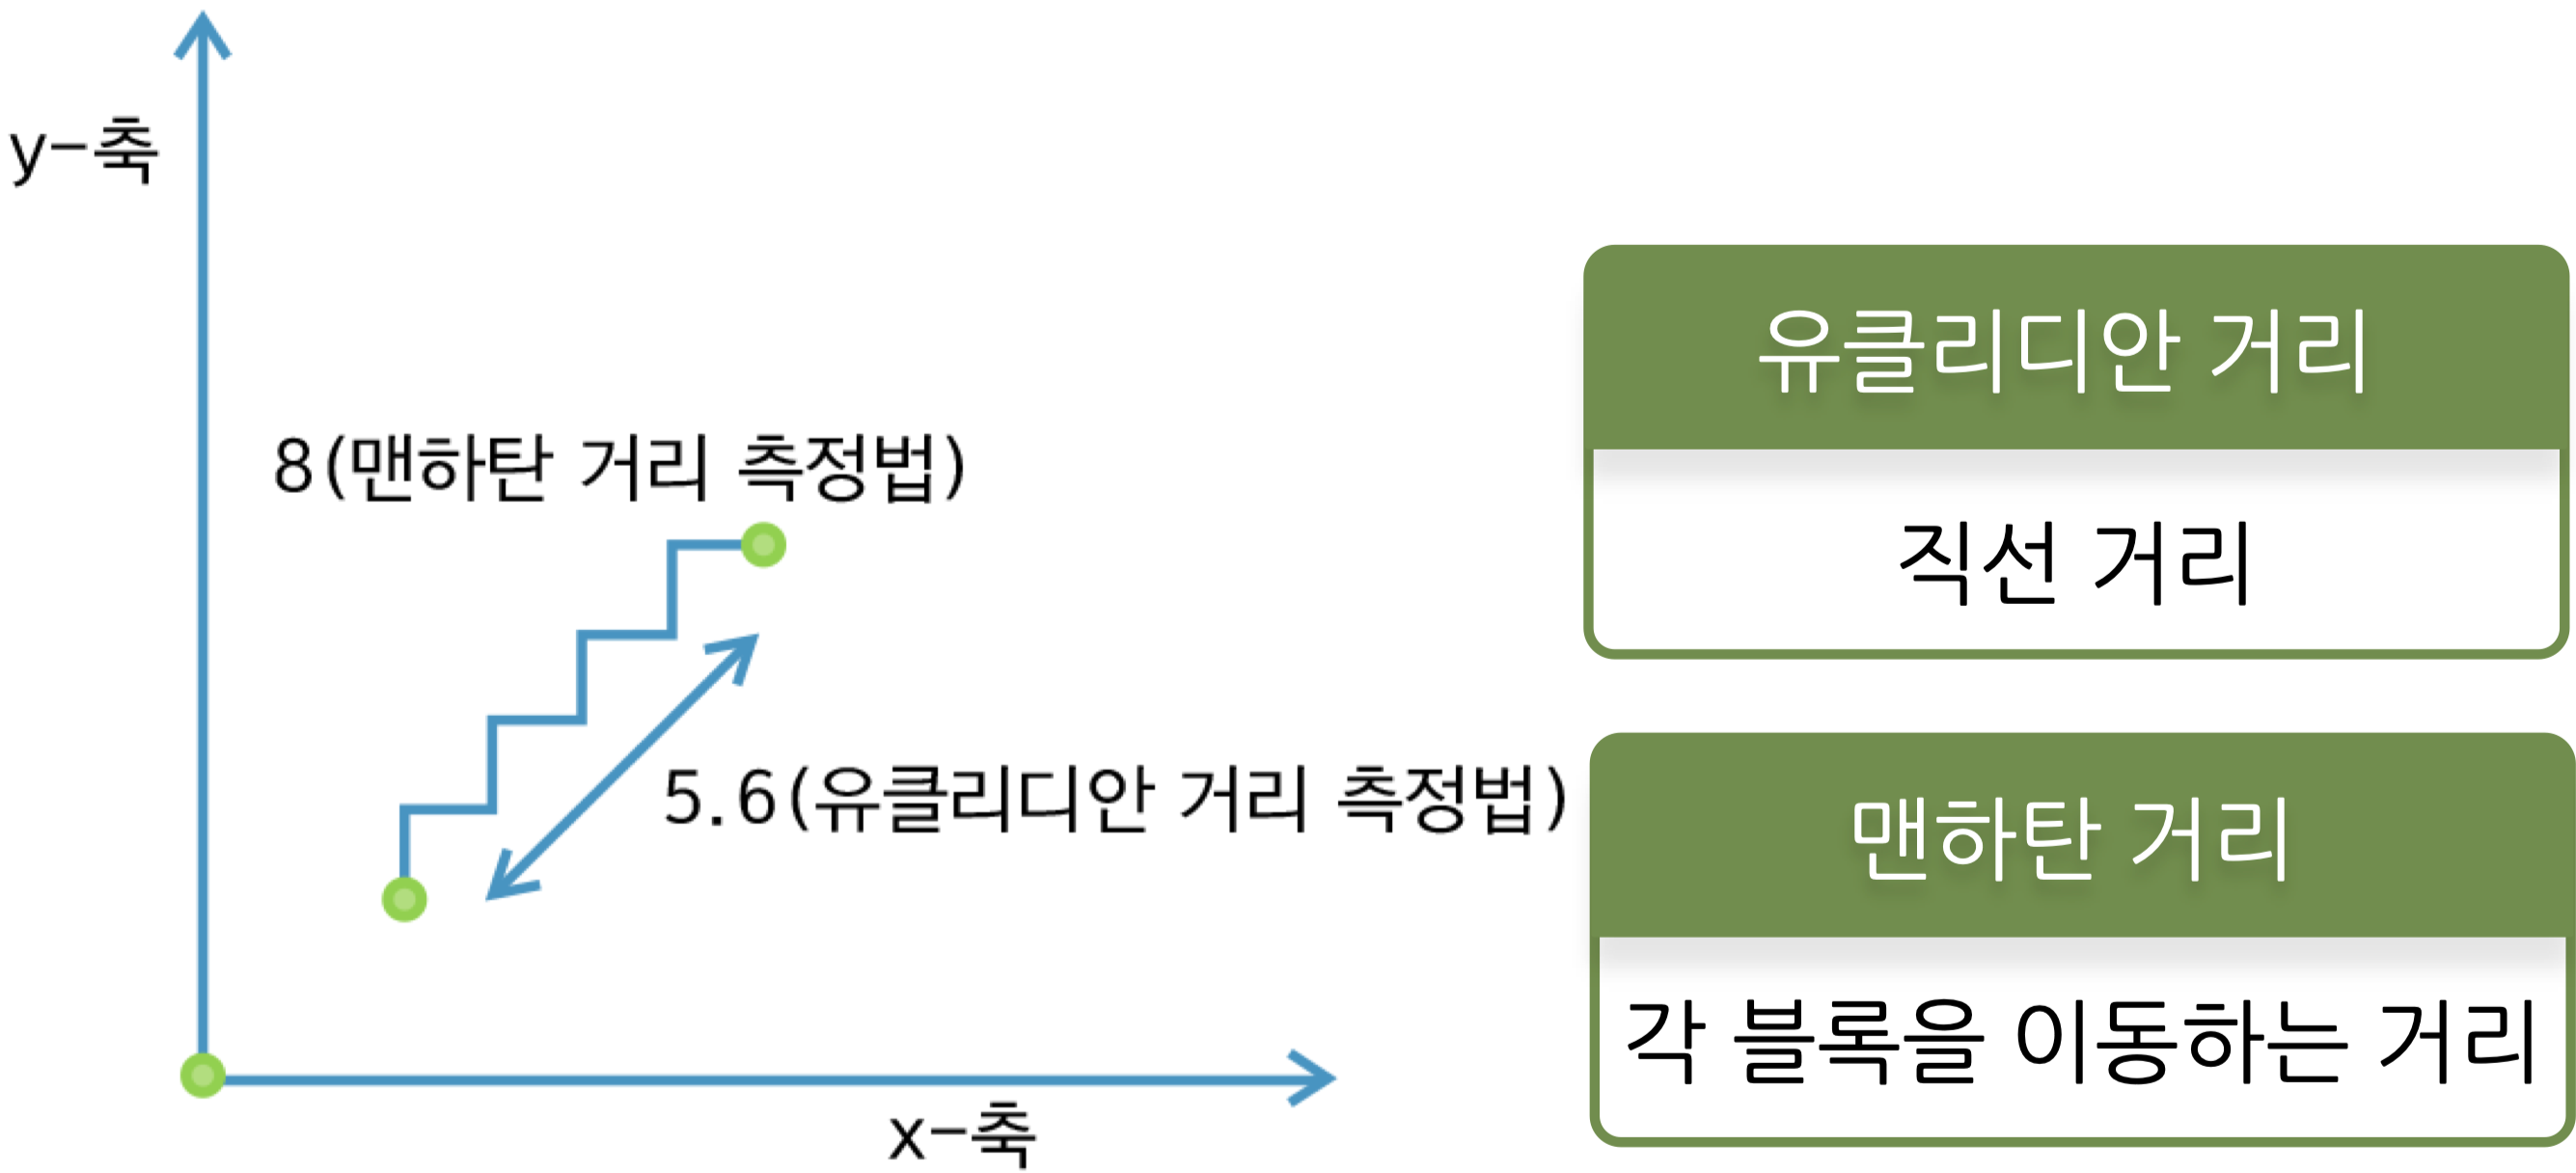 y-축
8(맨하탄 거리 측정법)
5.6(유클리디안 거리 측정법)
x-축
유클리디안 거리
직선 거리
맨하탄 거리
각 블록을 이동하는 거리